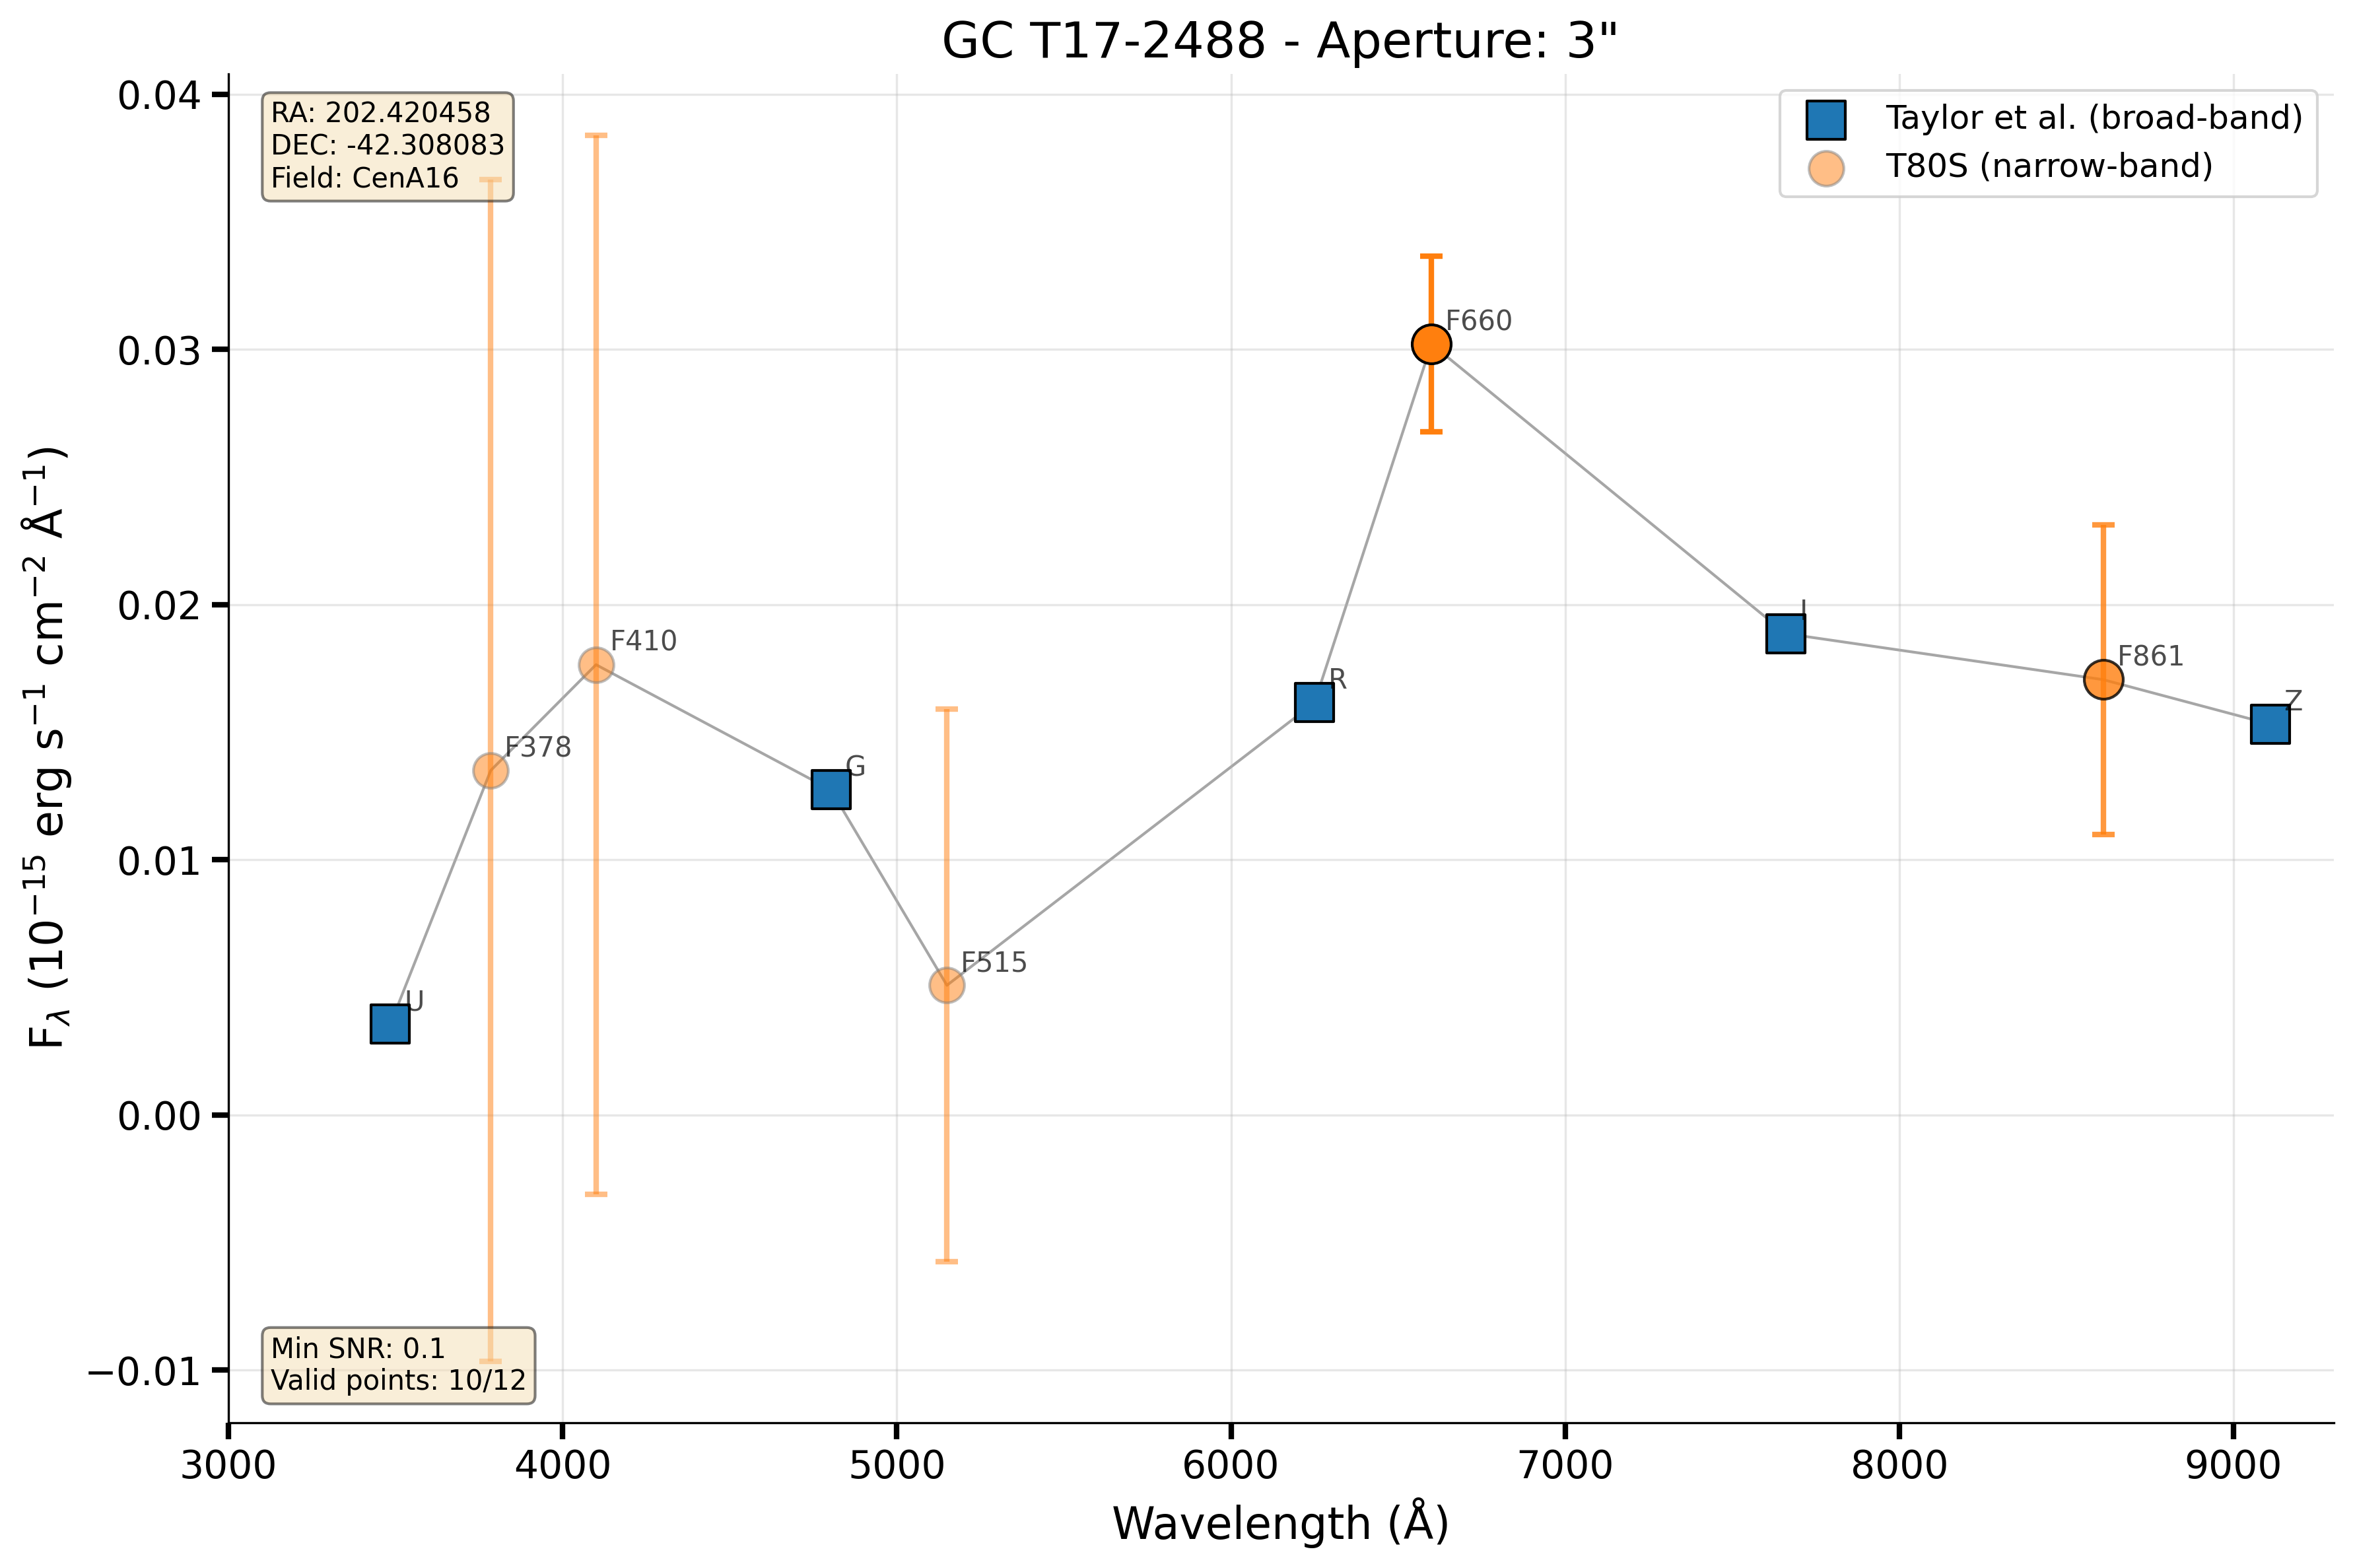 GC T17-2488 - Aperture: 3"
RA: 202.420458
DEC: -42.308083
Field: CenA16
Taylor et al. (broad-band)
T80S (narrow-band)
0.04
0.03
0.02
0.01
0.00
−0.01
F660
F410
F378
F861
F515
U
G
R
I
Z
Min SNR: 0.1
Valid points: 10/12
3000 4000 5000 6000 7000 8000 9000
Wavelength (Å)
Fλ (10⁻¹⁵ erg s⁻¹ cm⁻² Å⁻¹)